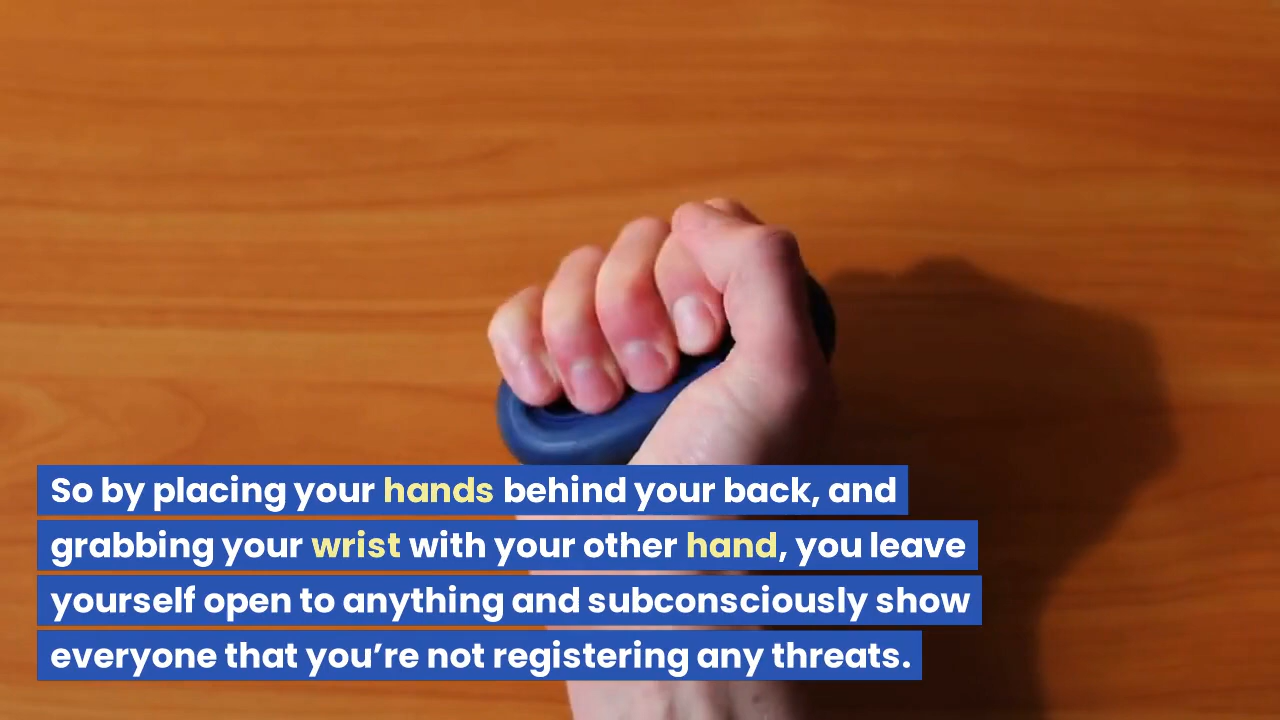 So by placing your hands behind your back, and
grabbing your wrist with your other hand, you leave
yourself open to anything and subconsciously show
everyone that you’re not registering any threats.